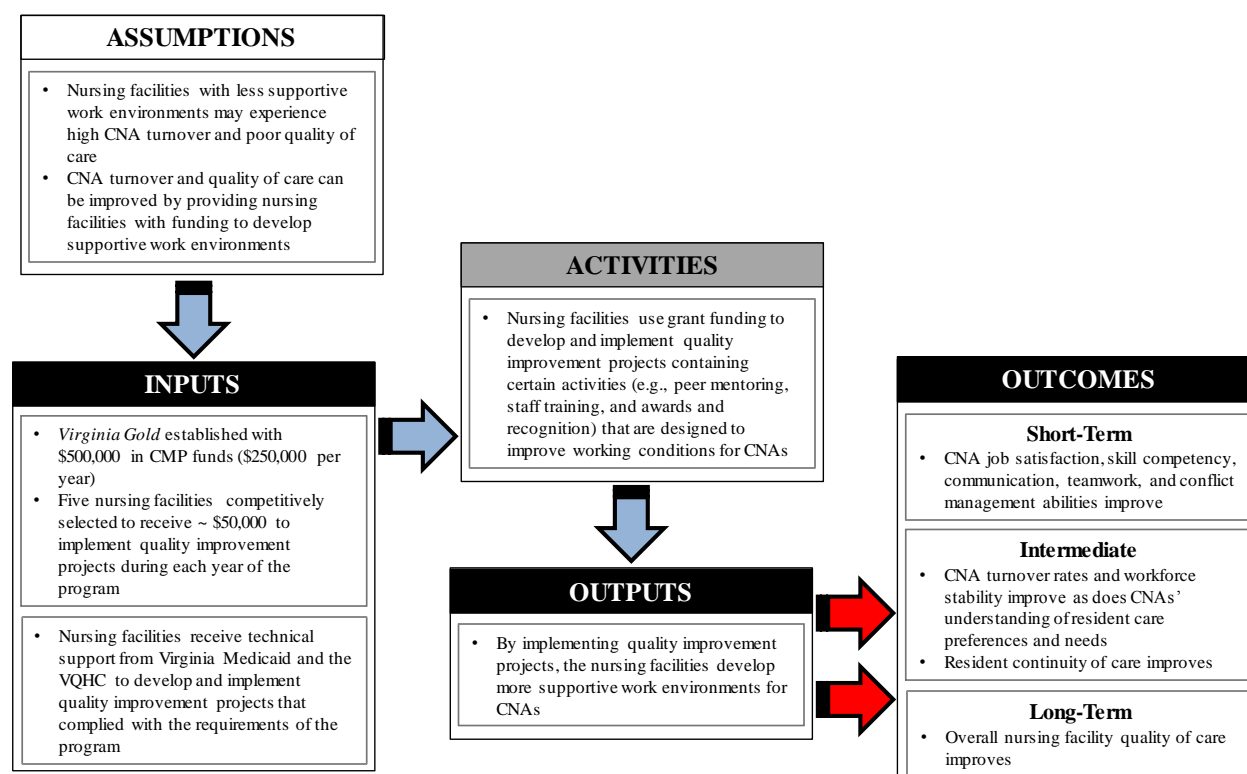 ASSUMPTIONS
• Nursing facilities with less supportive
work environments may experience
high CNA turnover and poor quality of
care
• CNA turnover and quality of care can
be improved by providing nursing
facilities with funding to develop
supportive work environments
INPUTS
• Virginia Gold established with
$500,000 in CMP funds ($250,000 per
year)
• Five nursing facilities competitively
selected to receive ~ $50,000 to
implement quality improvement
projects during each year of the
program
• Nursing facilities receive technical
support from Virginia Medicaid and the
VQHC to develop and implement
quality improvement projects that
complied with the requirements of the
program
ACTIVITIES
• Nursing facilities use grant funding to
develop and implement quality
improvement projects containing
certain activities (e.g., peer mentoring,
staff training, and awards and
recognition) that are designed to
improve working conditions for CNAs
OUTPUTS
• By implementing quality improvement
projects, the nursing facilities develop
more supportive work environments for
CNAs
OUTCOMES
Short-Term
• CNA job satisfaction, skill competency,
communication, teamwork, and conflict
management abilities improve
Intermediate
• CNA turnover rates and workforce
stability improve as does CNAs’
understanding of resident care
preferences and needs
• Resident continuity of care improves
Long-Term
• Overall nursing facility quality of care
improves